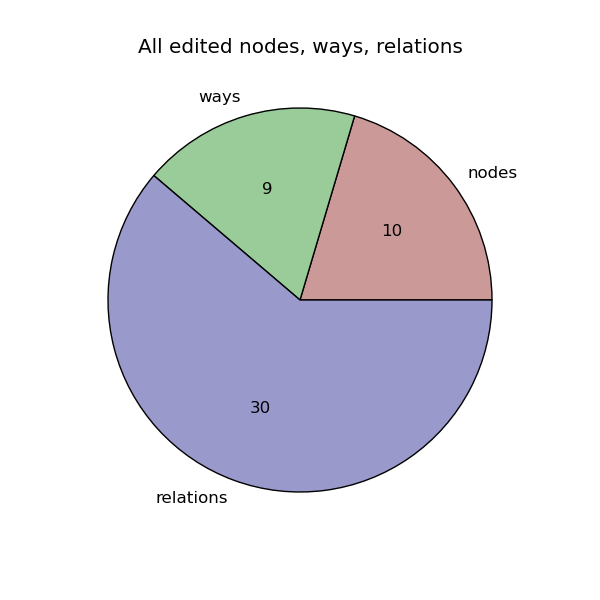 All edited nodes, ways, relations
ways
nodes
9
10
30
relations